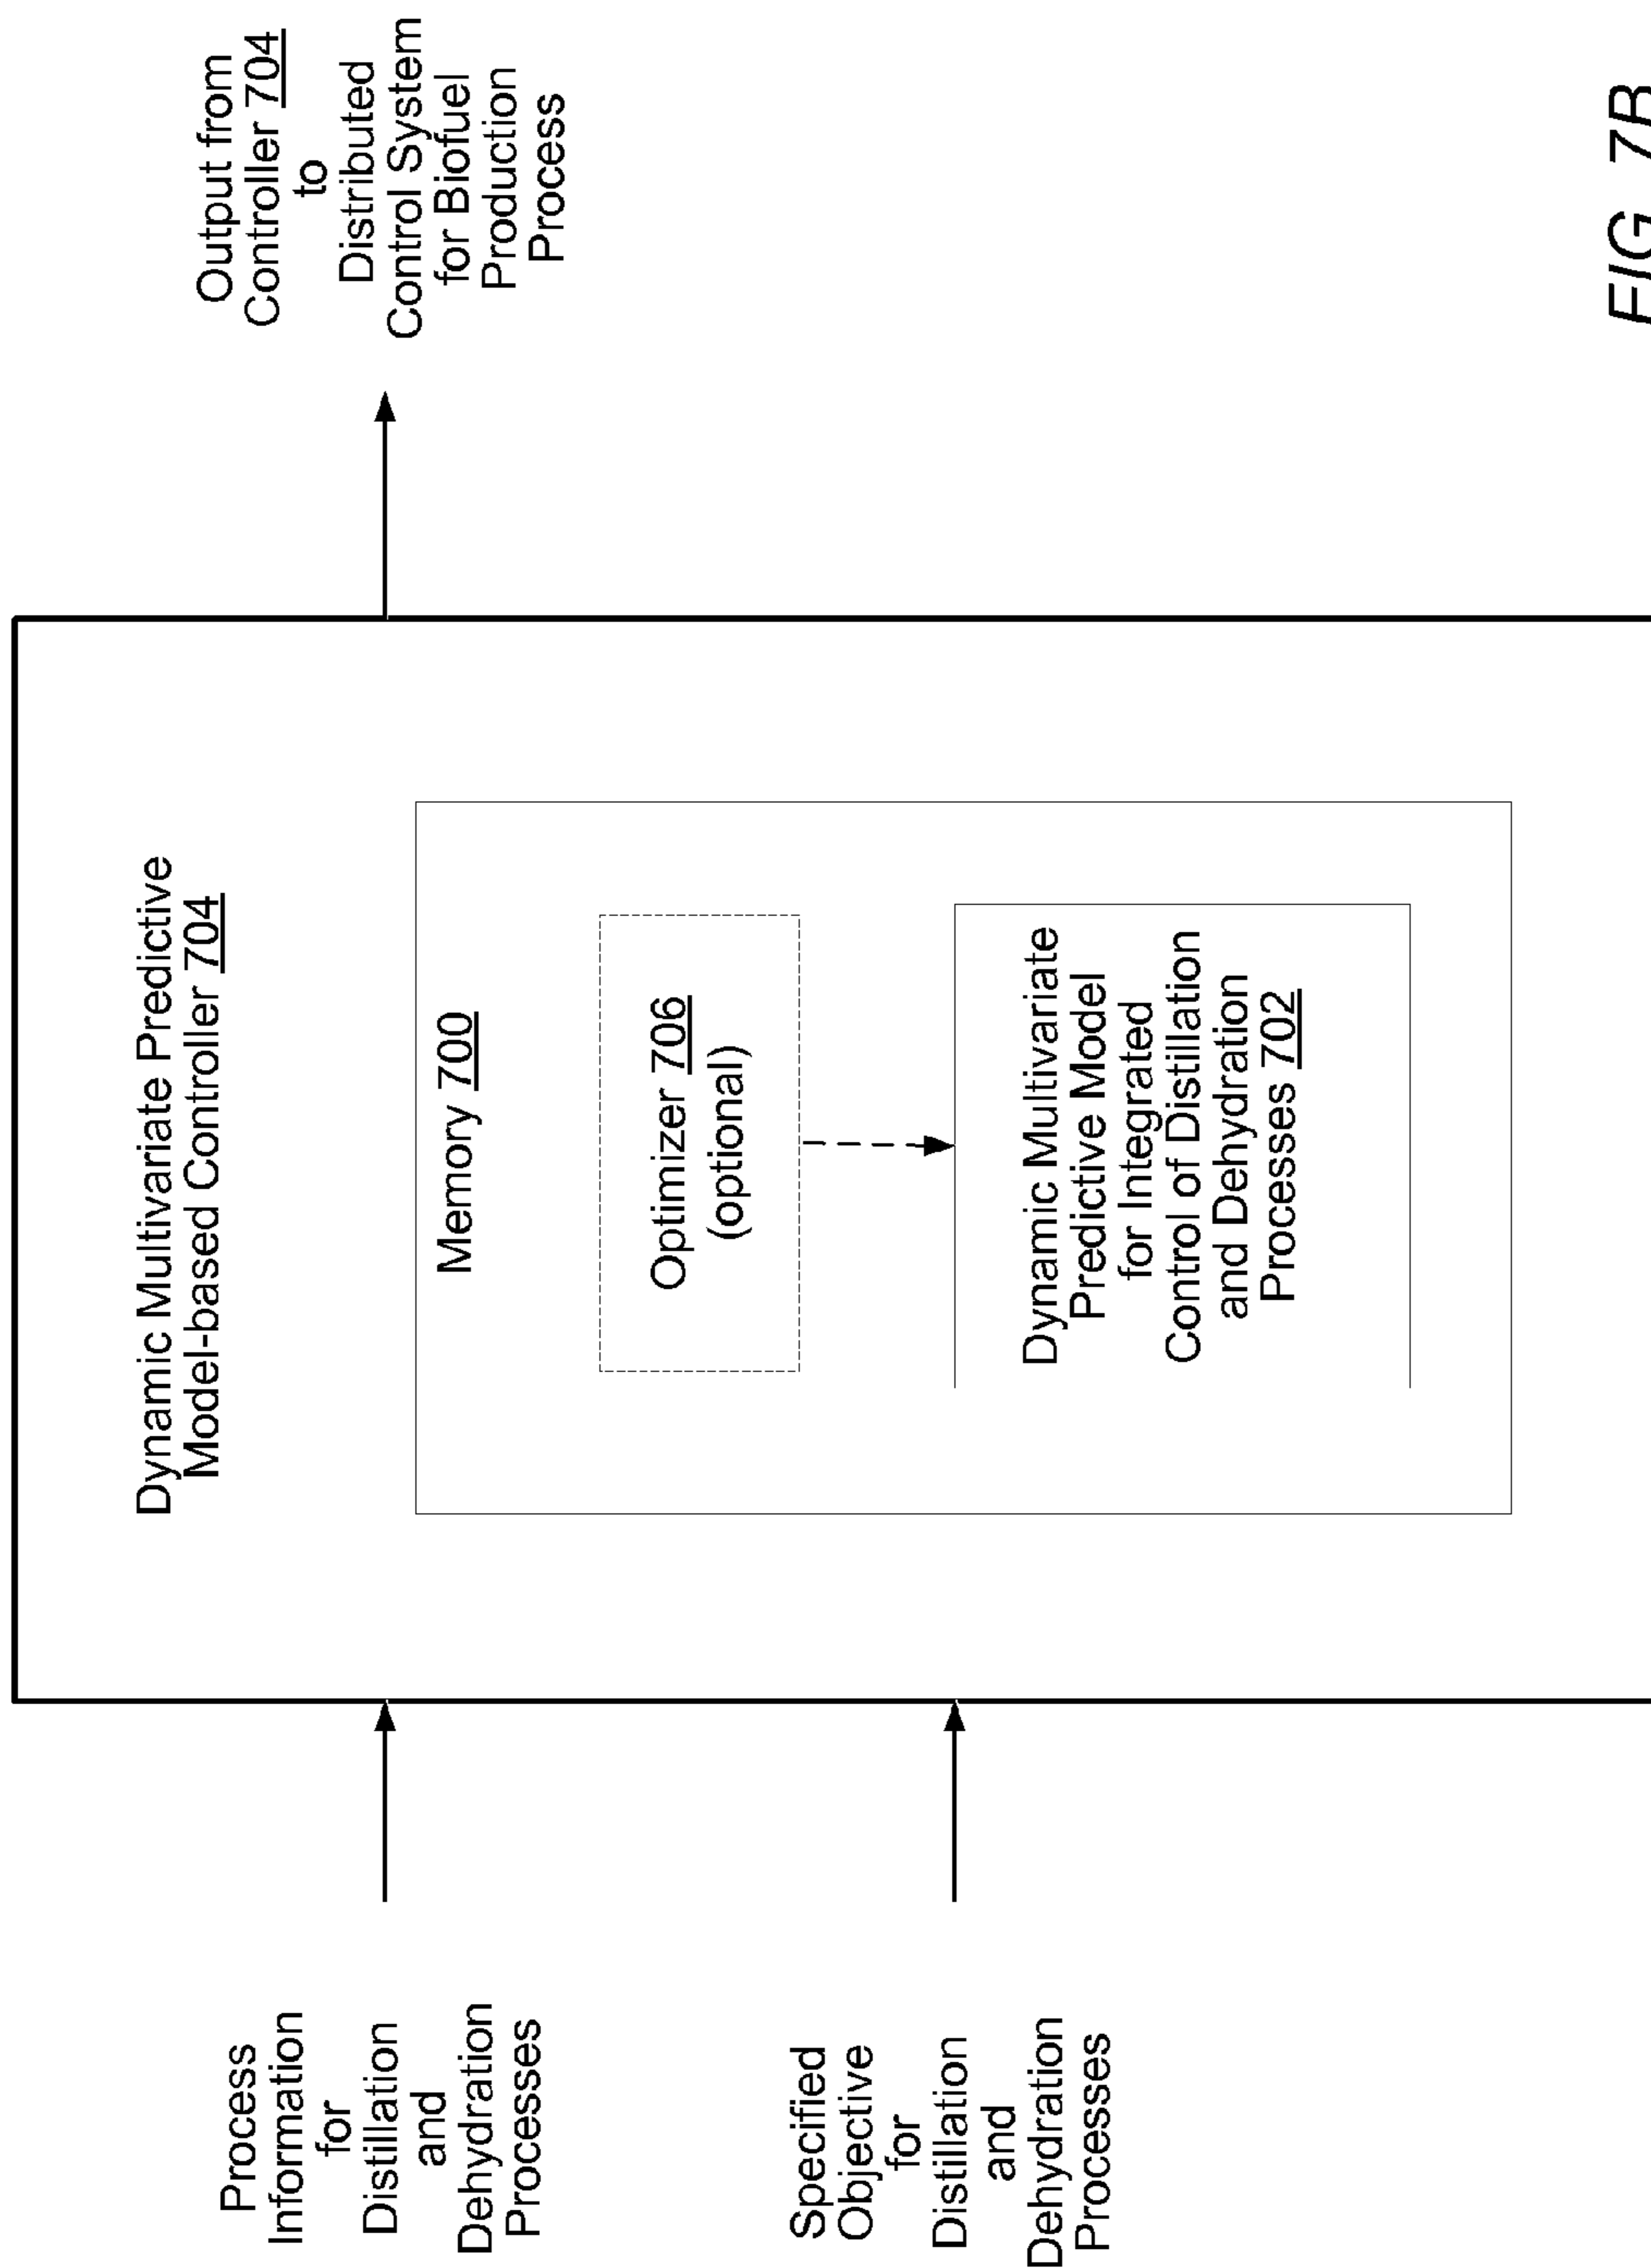 Dynamic Multivariate Predictive
Model-based Controller 704
Process
Information
for
Distillation
and
Dehydration
Processes
Specified
Objective
for
Distillation
and
Dehydration
Processes
Memory 700
Optimizer 706
(optional)
Dynamic Multivariate
Predictive Model
for Integrated
Control of Distillation
and Dehydration
Processes 702
Output from
Controller 704
to
Distributed
Control System
for Biofuel
Production
Process
FIG. 7B